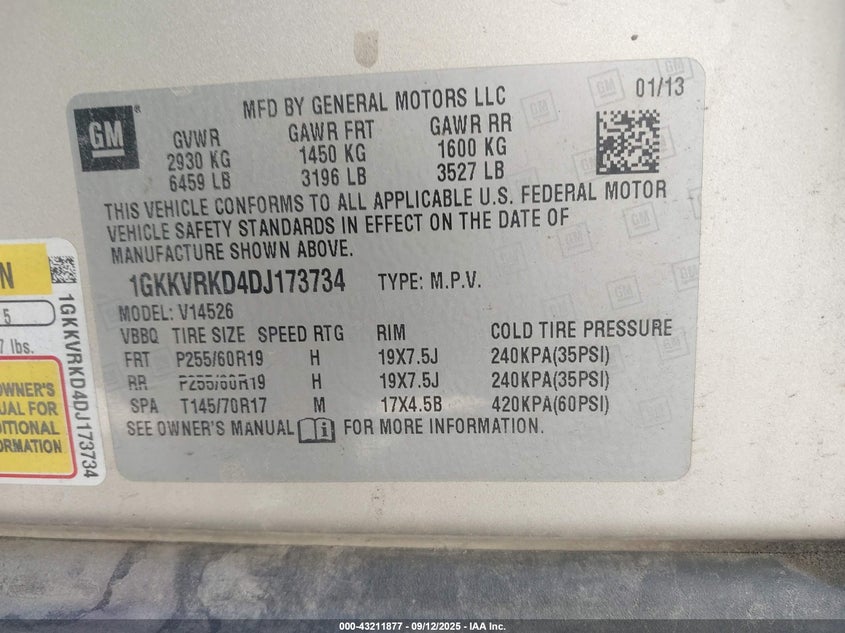 MFD BY GENERAL MOTORS LLC
01/13
GM
GVWR GAWR FRT GAWR RR
2930 KG 1450 KG 1600 KG
6459 LB 3196 LB 3527 LB
THIS VEHICLE CONFORMS TO ALL APPLICABLE U.S. FEDERAL MOTOR
VEHICLE SAFETY STANDARDS IN EFFECT ON THE DATE OF
MANUFACTURE SHOWN ABOVE.
1GKKVRKD4DJ173734 TYPE: M.P.V.
MODEL: V14526
VBBQ TIRE SIZE SPEED RTG RIM COLD TIRE PRESSURE
FRT P255/60R19 H 19X7.5J 240KPA(35PSI)
RR P255/60R19 H 19X7.5J 240KPA(35PSI)
SPA T145/70R17 M 17X4.5B 420KPA(60PSI)
SEE OWNER'S MANUAL i FOR MORE INFORMATION.
N
5
7 lbs.
OWNER'S
UAL FOR
DITIONAL
ORMATION
1GKKVRKD4DJ173734
000-43211877 - 09/12/2025 - IAA Inc.